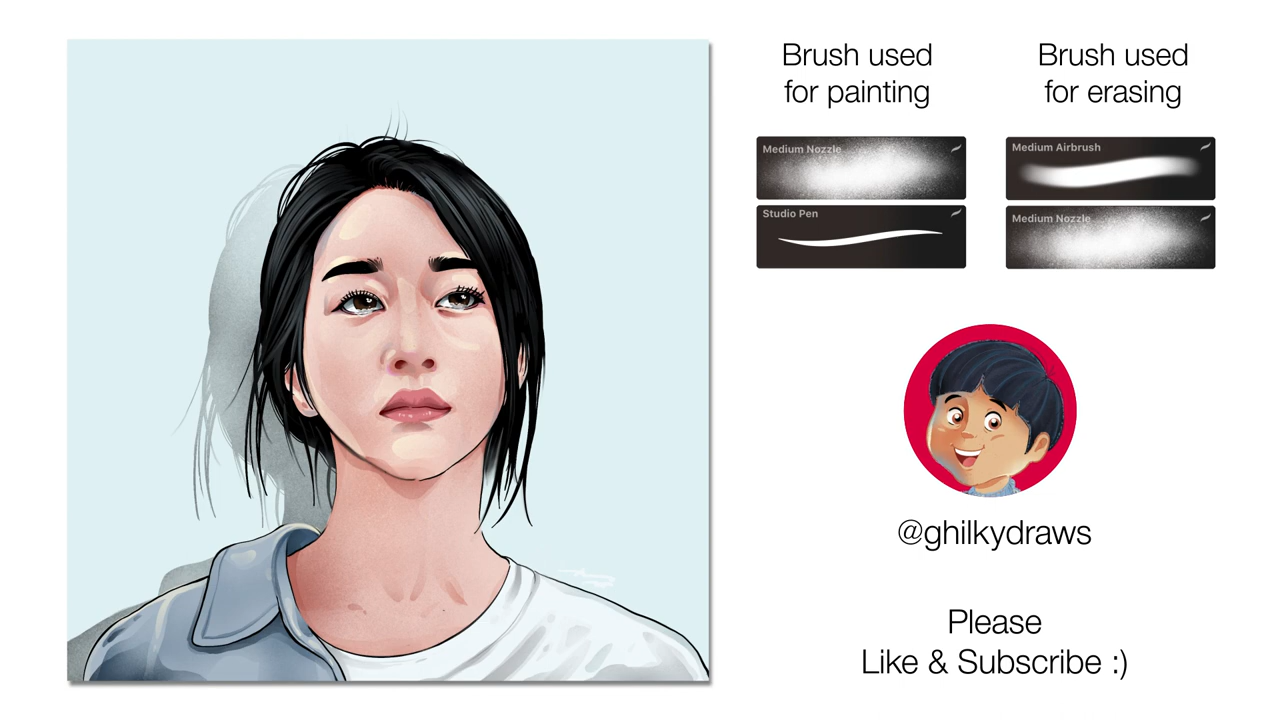 Brush used
for painting
Medium Nozzle
Studio Pen
Brush used
for erasing
Medium Airbrush
Medium Nozzle
@ghilkydraws
Please
Like & Subscribe :)